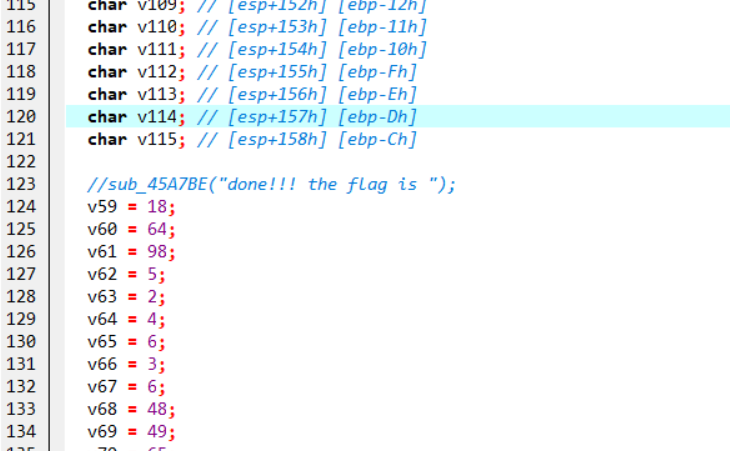 115 char v109; // [esp+152h] [ebp-12h]
116 char v110; // [esp+153h] [ebp-11h]
117 char v111; // [esp+154h] [ebp-10h]
118 char v112; // [esp+155h] [ebp-Fh]
119 char v113; // [esp+156h] [ebp-Eh]
120 char v114; // [esp+157h] [ebp-Dh]
121 char v115; // [esp+158h] [ebp-Ch]
122
123 //sub_45A7BE("done!!! the flag is ");
124 v59 = 18;
125 v60 = 64;
126 v61 = 98;
127 v62 = 5;
128 v63 = 2;
129 v64 = 4;
130 v65 = 6;
131 v66 = 3;
132 v67 = 6;
133 v68 = 48;
134 v69 = 49;